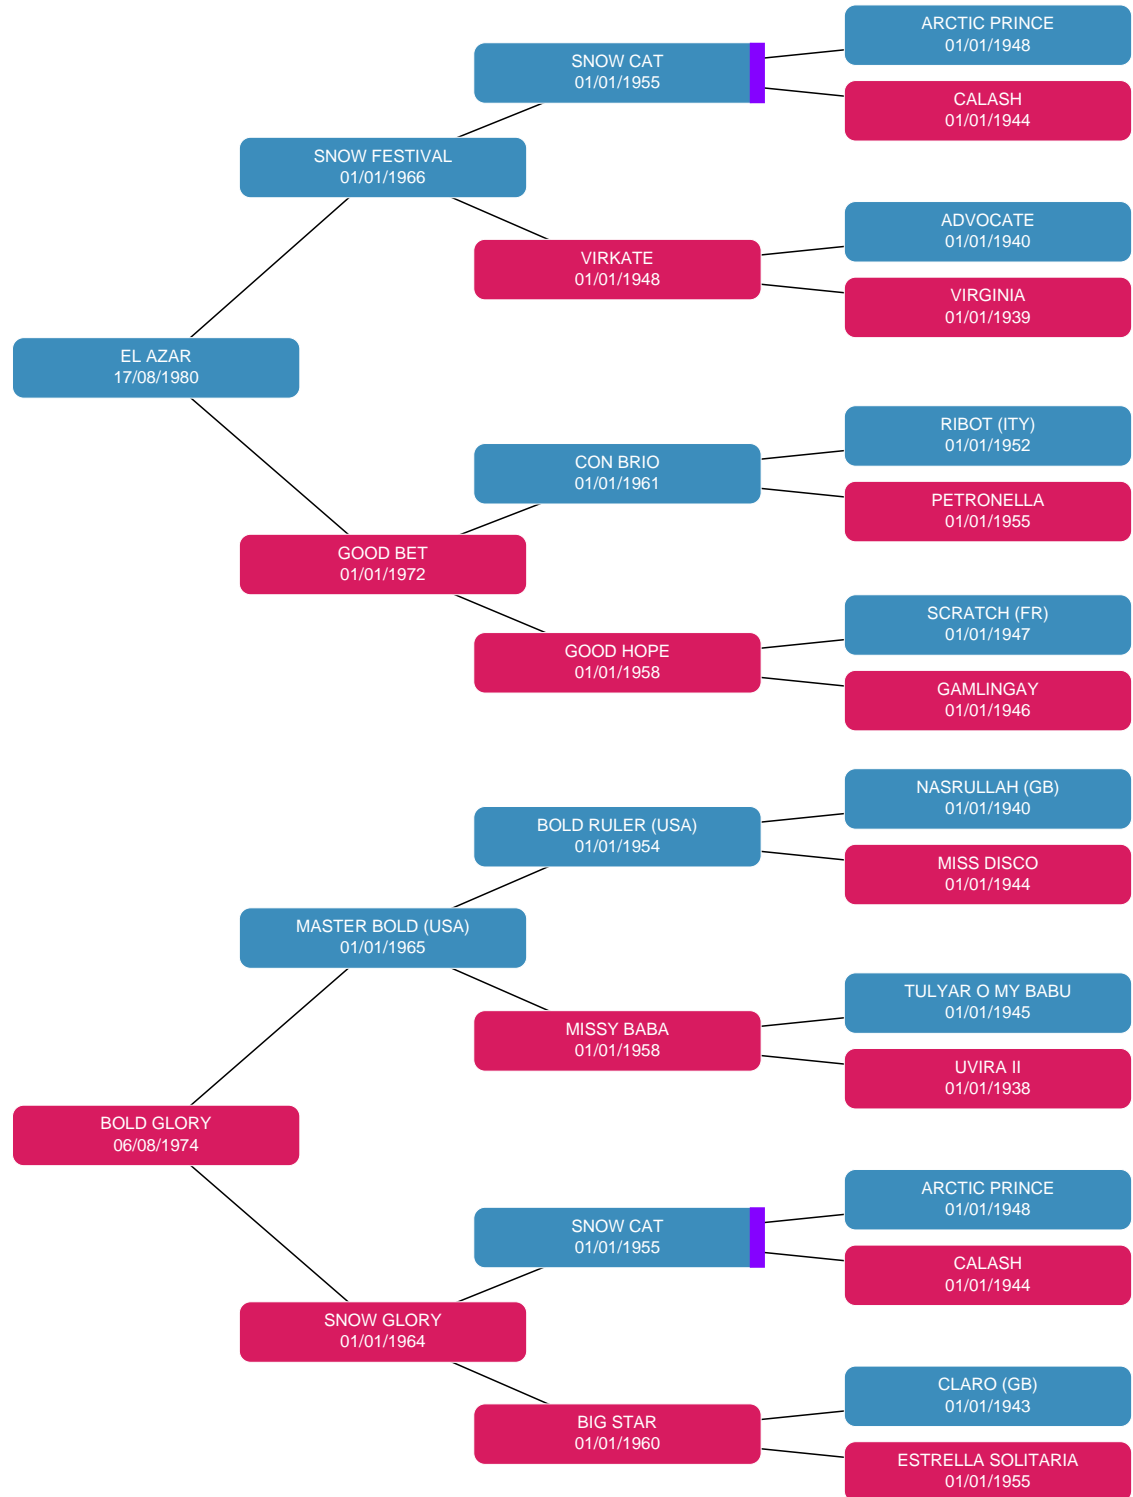 ARCTIC PRINCE
01/01/1948
SNOW CAT
01/01/1955
CALASH
01/01/1944
SNOW FESTIVAL
01/01/1966
ADVOCATE
01/01/1940
VIRKATE
01/01/1948
VIRGINIA
01/01/1939
EL AZAR
17/08/1980
RIBOT (ITY)
01/01/1952
CON BRIO
01/01/1961
PETRONELLA
01/01/1955
GOOD BET
01/01/1972
SCRATCH (FR)
01/01/1947
GOOD HOPE
01/01/1958
GAMLINGAY
01/01/1946
NASRULLAH (GB)
01/01/1940
BOLD RULER (USA)
01/01/1954
MISS DISCO
01/01/1944
MASTER BOLD (USA)
01/01/1965
TULYAR O MY BABU
01/01/1945
MISSY BABA
01/01/1958
UVIRA II
01/01/1938
BOLD GLORY
06/08/1974
ARCTIC PRINCE
01/01/1948
SNOW CAT
01/01/1955
CALASH
01/01/1944
SNOW GLORY
01/01/1964
CLARO (GB)
01/01/1943
BIG STAR
01/01/1960
ESTRELLA SOLITARIA
01/01/1955